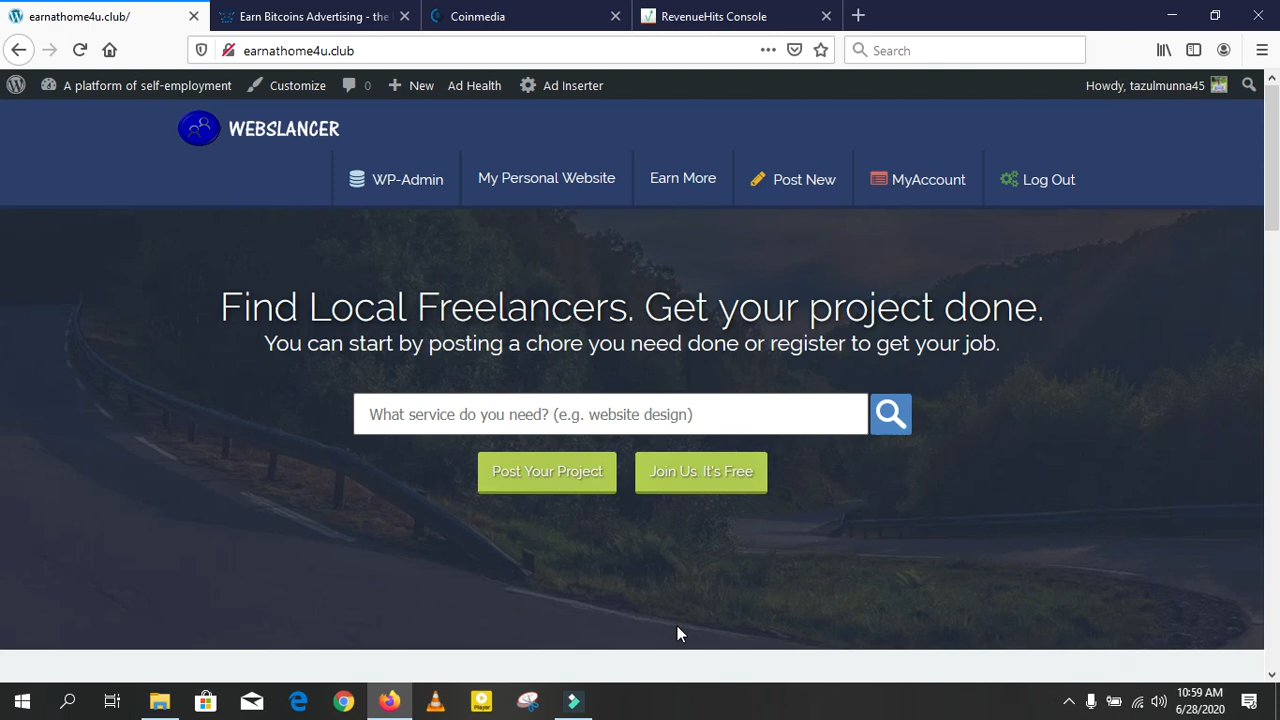 earnathome4u.club/
Earn Bitcoins Advertising - the
Coinmedia
RevenueHits Console
earnathome4u.club
Search
A platform of self-employment
Customize
0
New
Ad Health
Ad Inserter
Howdy, tazulmunna45
WEBSLANCER
WP-Admin
My Personal Website
Earn More
Post New
MyAccount
Log Out
Find Local Freelancers. Get your project done.
You can start by posting a chore you need done or register to get your job.
What service do you need? (e.g. website design)
Post Your Project
Join Us. It's Free
Player
10:59 AM
6/28/2020